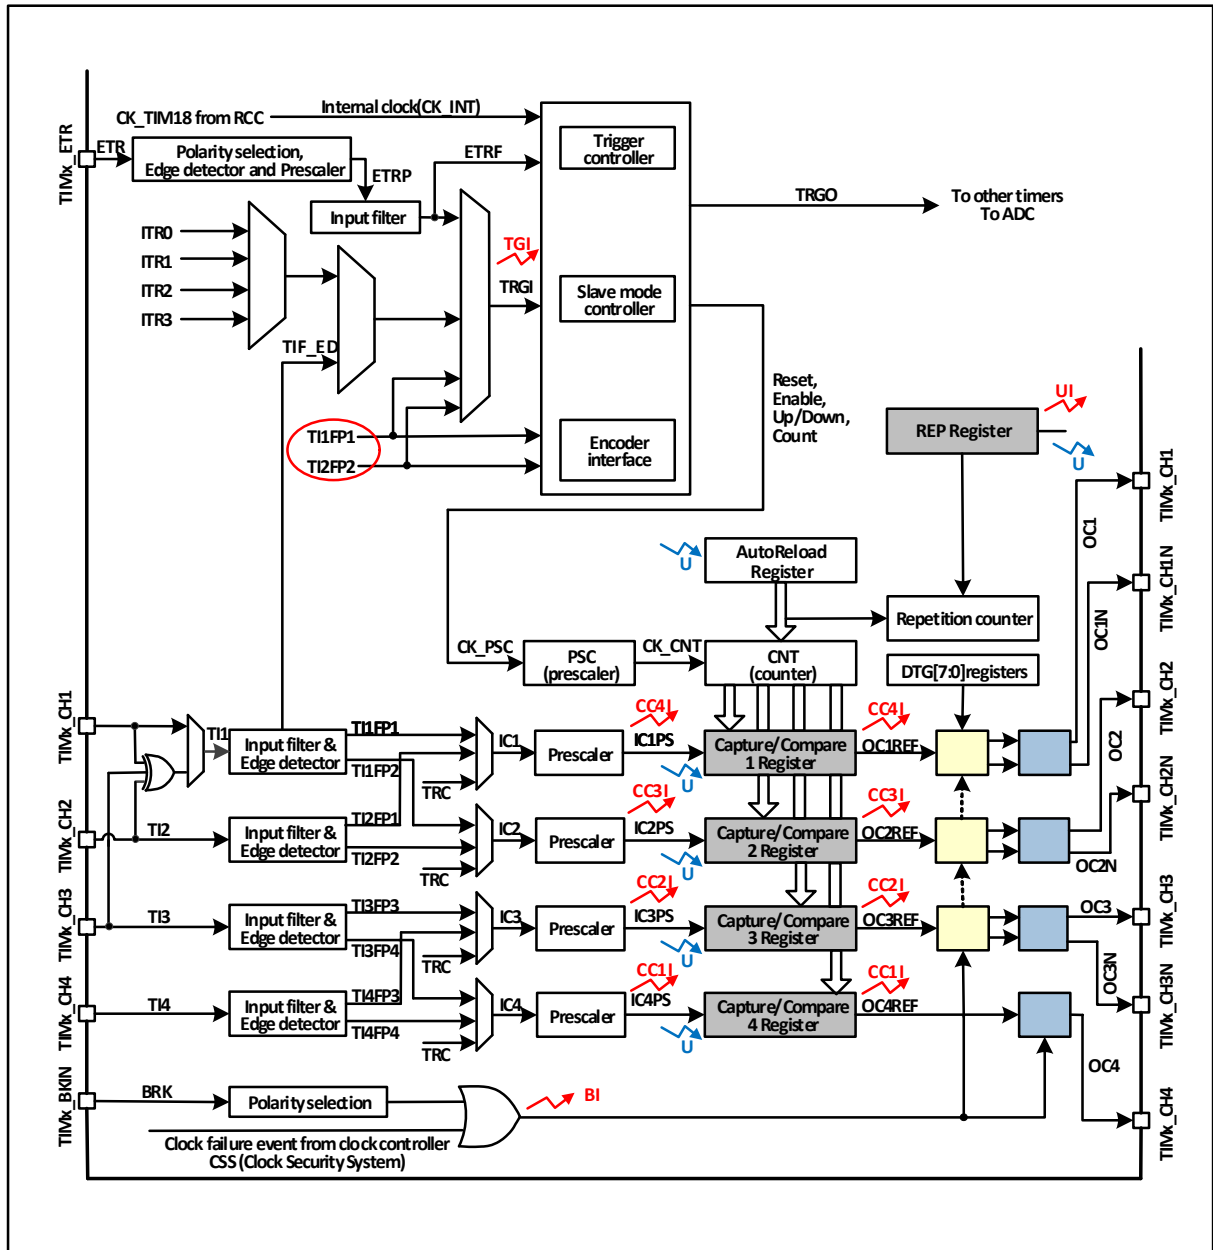 CK_TIM18 from RCC
Internal clock(CK_INT)
TIMx_ETR
ETR
Polarity selection,
Edge detector and Prescaler
ETRP
Input filter
ETRF
Trigger
controller
TRGO
To other timers
To ADC
ITR0
ITR1
ITR2
ITR3
TIF_ED
TGI
TRGI
Slave mode
controller
Reset,
Enable,
Up/Down,
Count
TI1FP1
TI2FP2
Encoder
interface
UI
REP Register
U
U
AutoReload
Register
Repetition counter
CK_PSC
PSC
(prescaler)
CK_CNT
CNT
(counter)
DTG[7:0]registers
TIMx_CH1
TI1
Input filter &
Edge detector
TI1FP1
TI1FP2
TRC
IC1
Prescaler
CC4I
IC1PS
U
Capture/Compare
1 Register
CC4I
OC1REF
OC1
TIMx_CH1
OC1N
TIMx_CH1N
TIMx_CH2
TI2
Input filter &
Edge detector
TI2FP1
TI2FP2
TRC
IC2
Prescaler
CC3I
IC2PS
U
Capture/Compare
2 Register
CC3I
OC2REF
OC2
TIMx_CH2
OC2N
TIMx_CH2N
TIMx_CH3
TI3
Input filter &
Edge detector
TI3FP3
TI3FP4
TRC
IC3
Prescaler
CC2I
IC3PS
U
Capture/Compare
3 Register
CC2I
OC3REF
OC3
TIMx_CH3
OC3N
TIMx_CH3N
TIMx_CH4
TI4
Input filter &
Edge detector
TI4FP3
TI4FP4
TRC
IC4
Prescaler
CC1I
IC4PS
U
Capture/Compare
4 Register
CC1I
OC4REF
OC4
TIMx_CH4
TIMx_BKIN
BRK
Polarity selection
BI
Clock failure event from clock controller
CSS (Clock Security System)